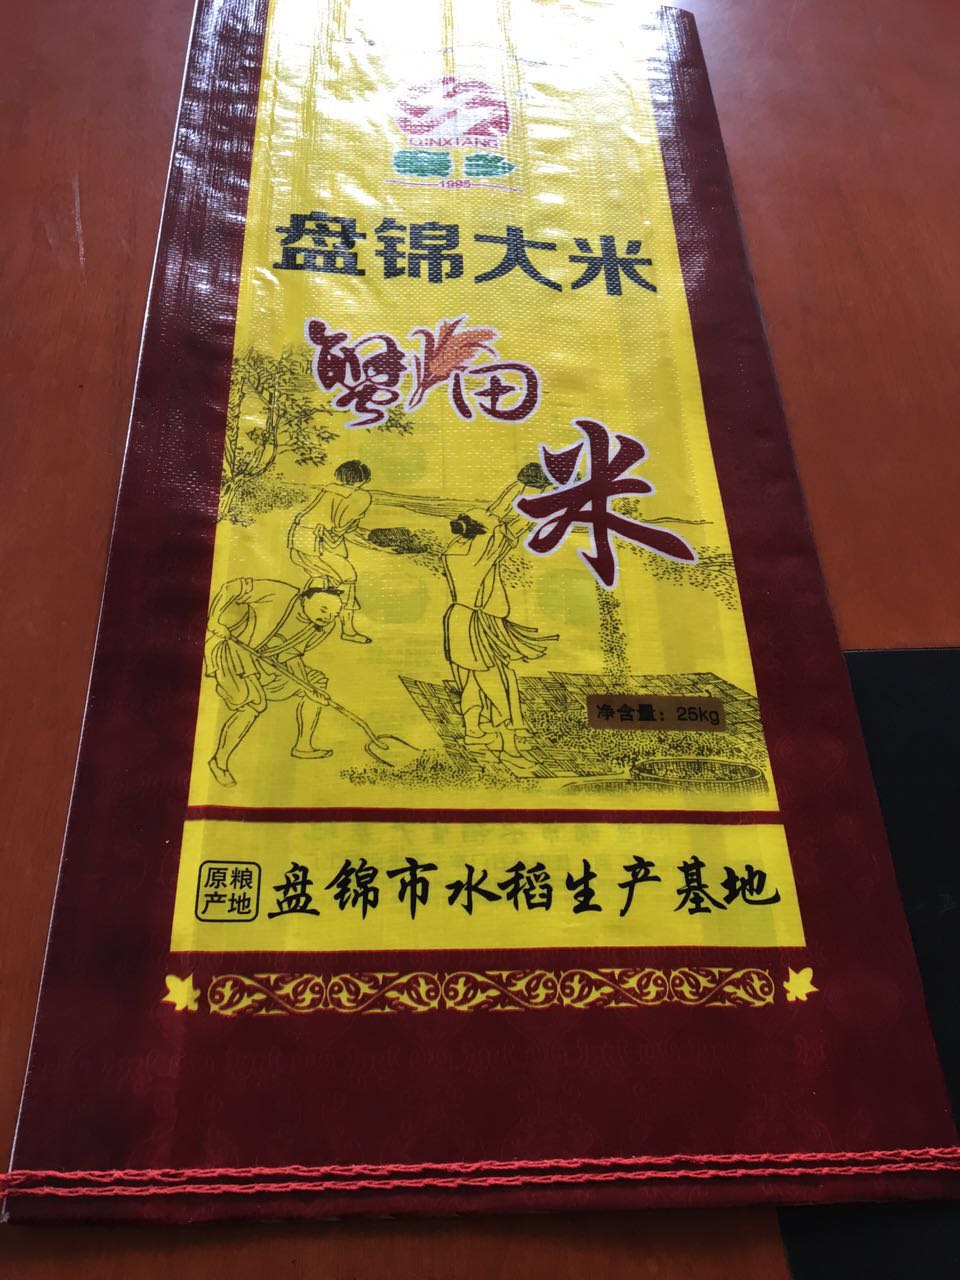 QINXIANG
1995
盘锦大米
蟹稻田
米
净含量：25kg
原粮
产地
盘锦市水稻生产基地